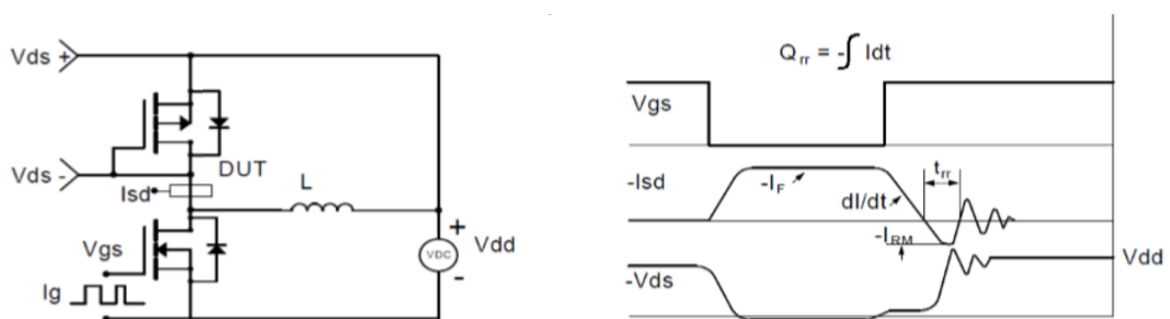 Vds +
Vds -
DUT
Isd
L
Vgs
Ig
VDC
+
-
Vdd
Qrr = -∫ Idt
Vgs
-Isd
-IF
dI/dt
trr
-IRM
-Vds
Vdd